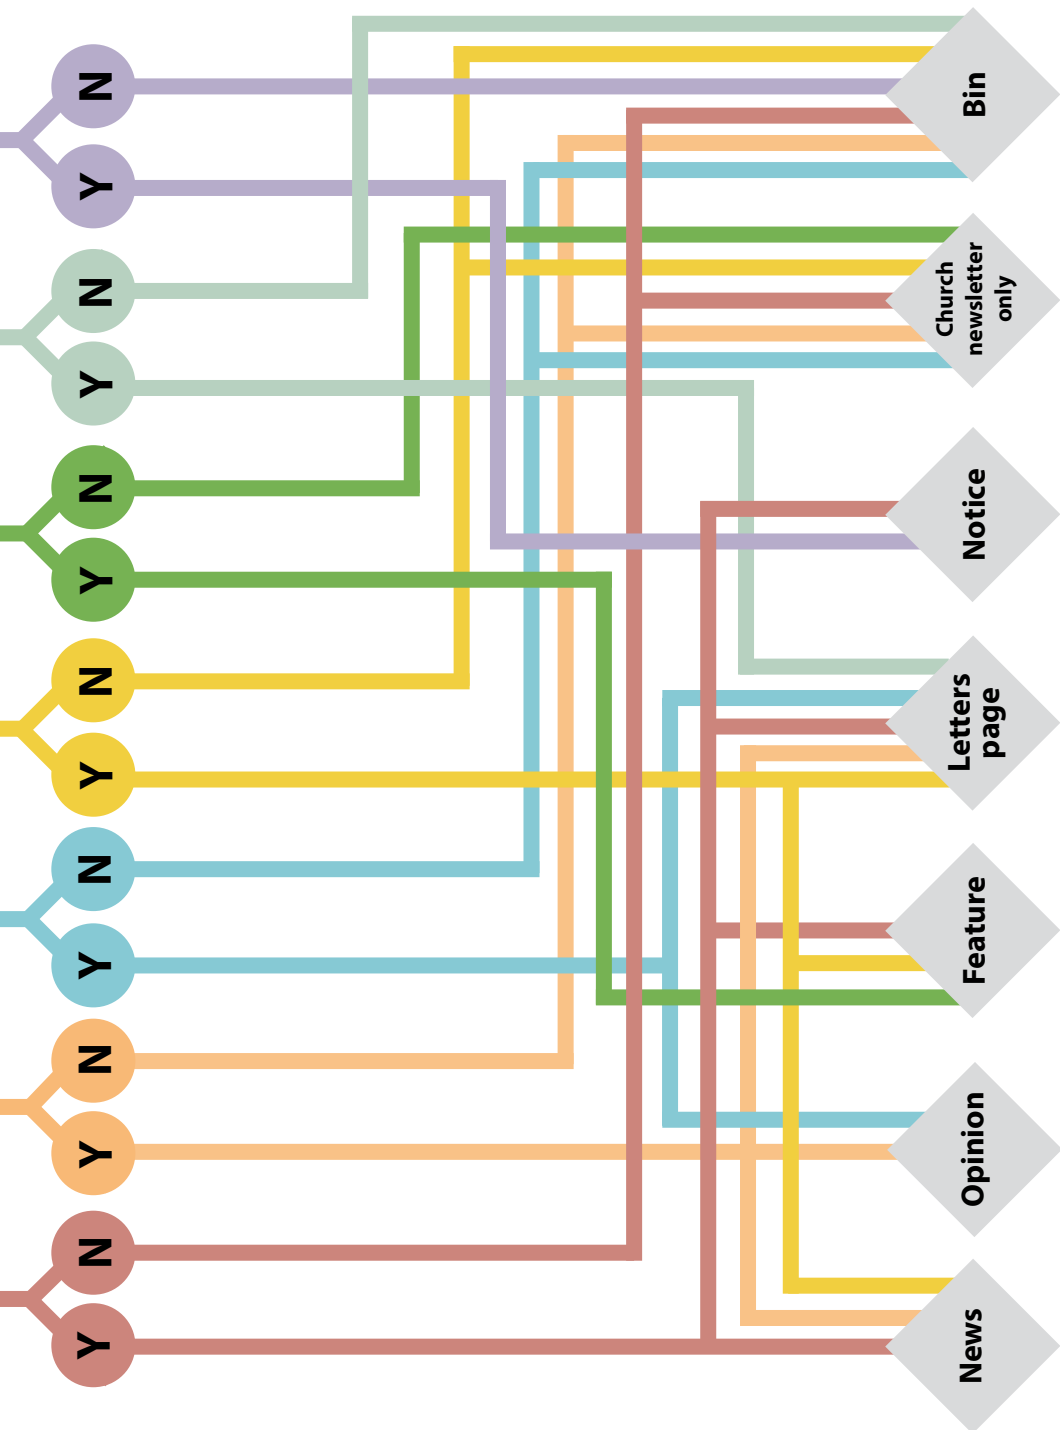 Y
N
Y
N
Y
N
Y
N
Y
N
Y
N
Y
N
News
Opinion
Feature
Letters
page
Notice
Church
newsletter
only
Bin